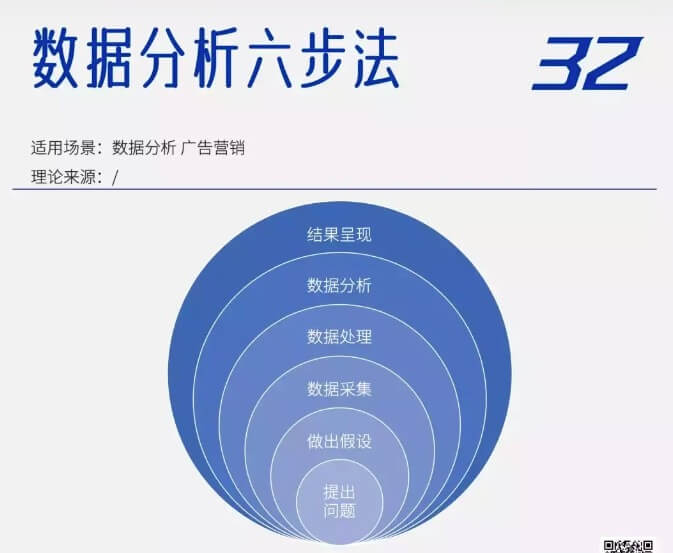 数据分析六步法
32
适用场景：数据分析 广告营销
理论来源：/
结果呈现
数据分析
数据处理
数据采集
做出假设
提出
问题